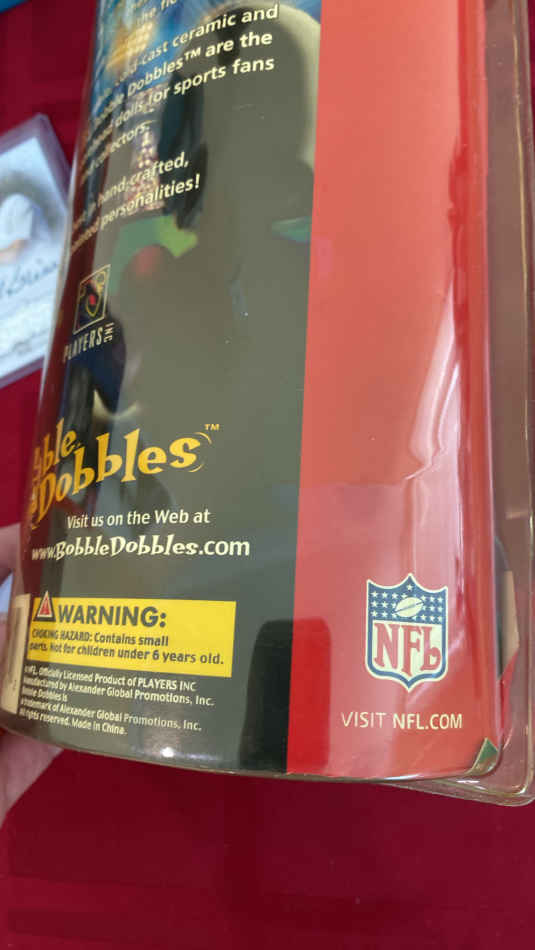 the
-cast ceramic and
Dobbles™ are the
dolls for sports fans
collectors.
hand-crafted,
personalities!
PLAYERS INC
Dobbles™
Visit us on the Web at
www.BobbleDobbles.com
WARNING:
CHOKING HAZARD: Contains small
parts. Not for children under 6 years old.
NFL. Officially Licensed Product of PLAYERS INC
Manufactured by Alexander Global Promotions, Inc.
Bobble Dobbles is
a trademark of Alexander Global Promotions, Inc.
All rights reserved. Made in China.
NFL
VISIT NFL.COM